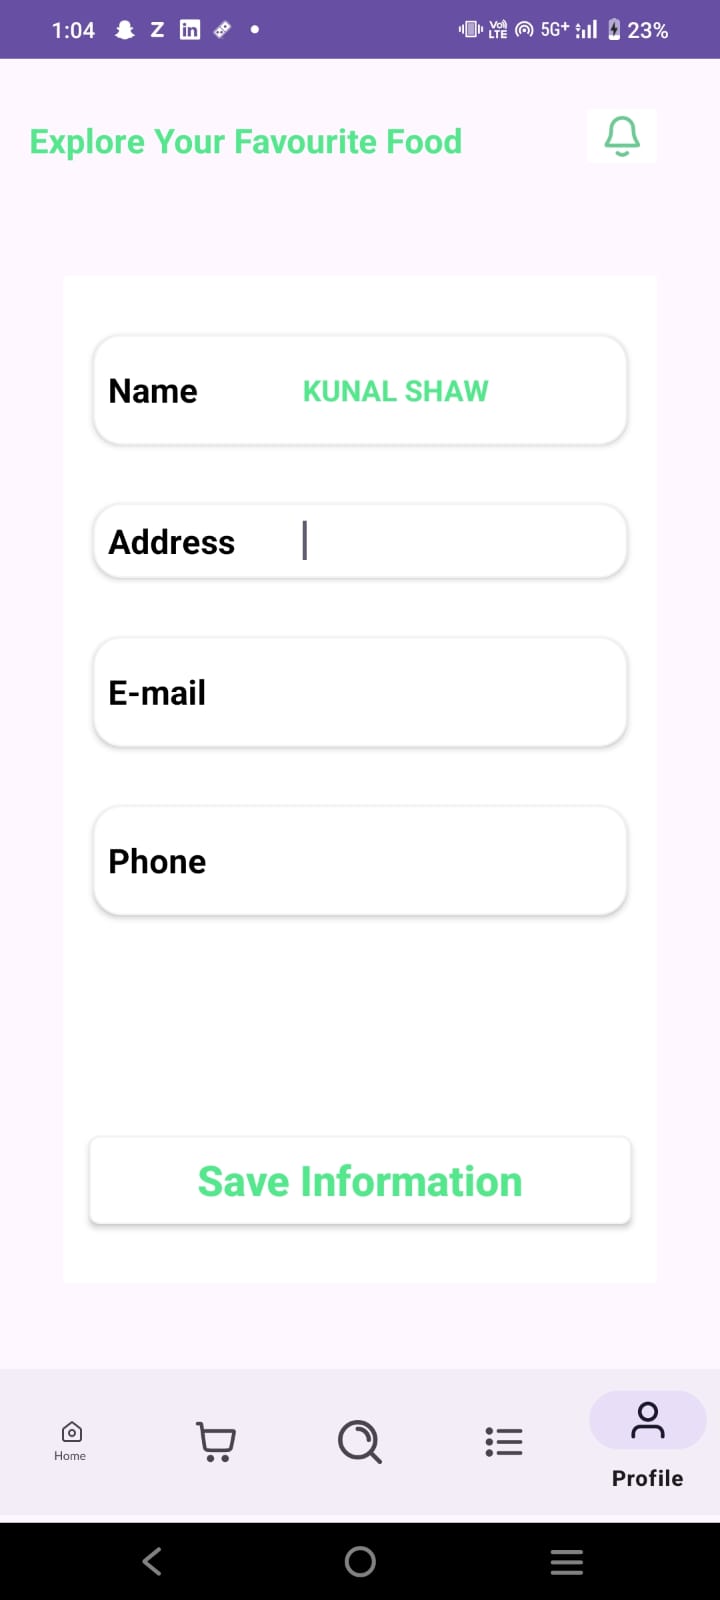 1:04 Z in VoI LTE 5G+ 23%
Explore Your Favourite Food
Name KUNAL SHAW
Address
E-mail
Phone
Save Information
Home
Profile